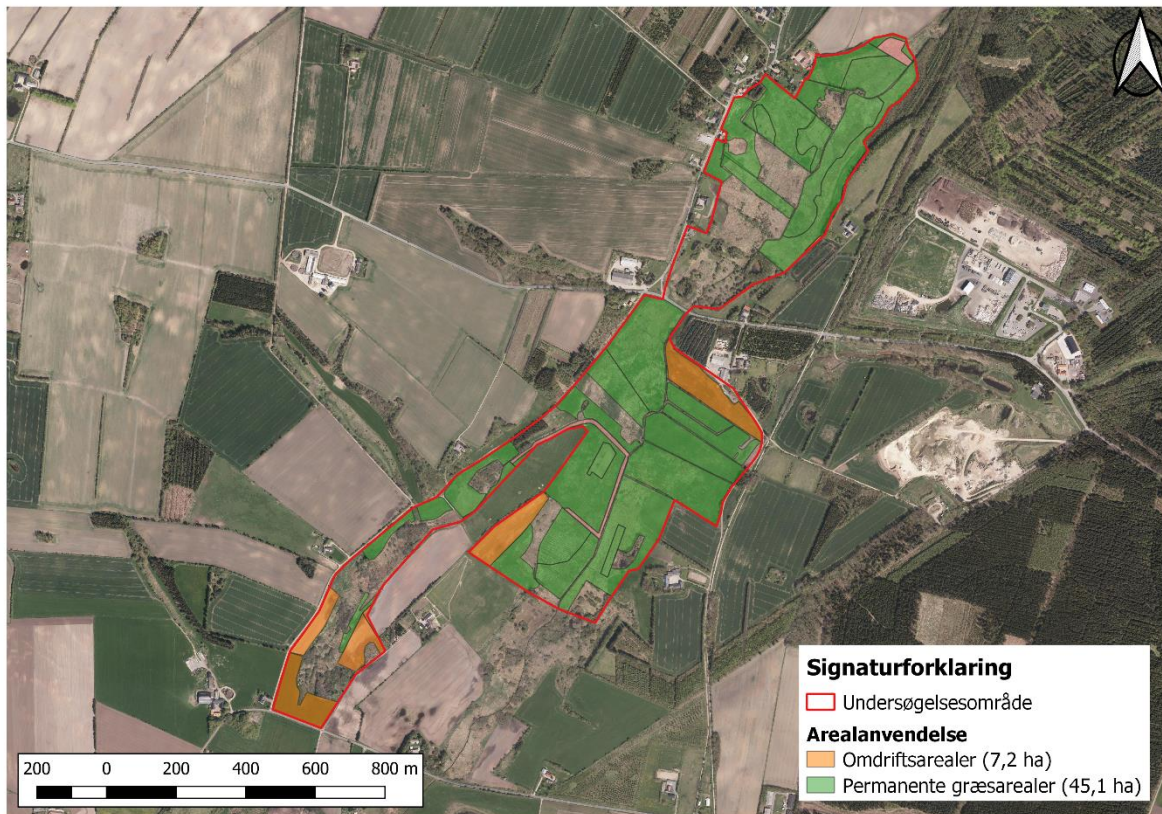 Signaturforklaring
Undersøgelsesområde
Arealanvendelse
Omdriftsarealer (7,2 ha)
Permanente græsarealer (45,1 ha)
200 0 200 400 600 800 m